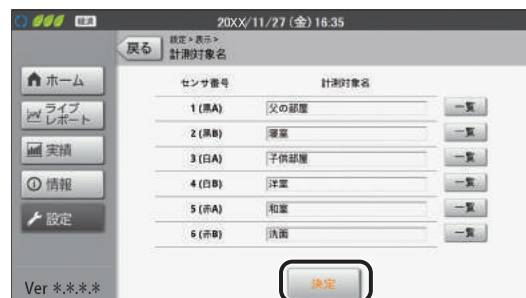 経済 20XX/11/27 (金) 16:35
戻る
設定>表示>
計測対象名
ホーム
ライブレポート
実績
情報
設定
Ver *.*.*.*
センサ番号 計測対象名
1 (黒A) 父の部屋 一覧
2 (黒B) 寝室 一覧
3 (白A) 子供部屋 一覧
4 (白B) 洋室 一覧
5 (赤A) 和室 一覧
6 (赤B) 洗面 一覧
決定